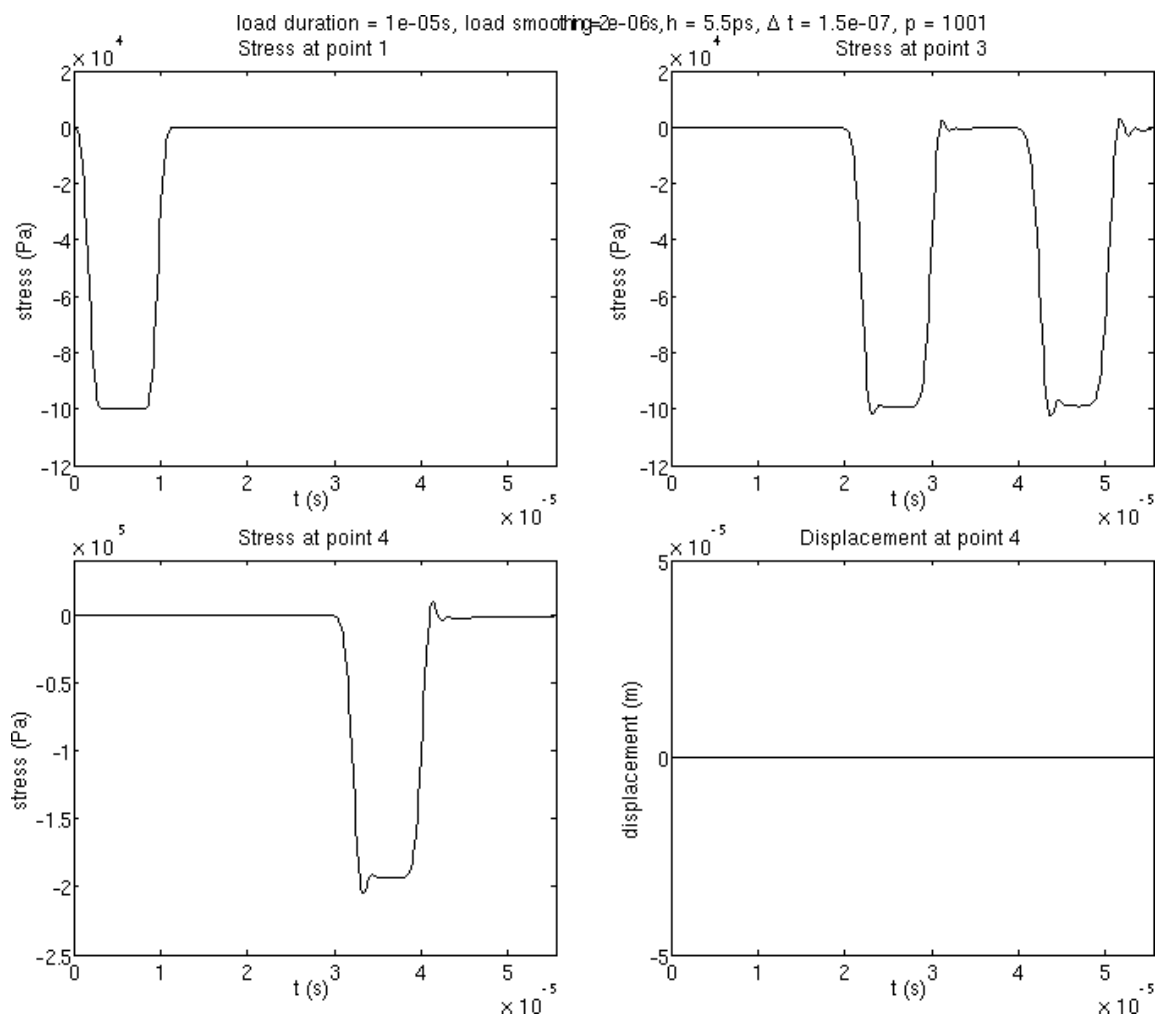 load duration = 1e-05s, load smoothing=2e-06s,h = 5.5ps, Δ t = 1.5e-07, p = 1001
Stress at point 1
× 10 4
2
0
-2
-4
-6
-8
-10
-12
stress (Pa)
0 1 2 3 4 5
t (s)
× 10 -5
Stress at point 3
× 10 4
2
0
-2
-4
-6
-8
-10
-12
stress (Pa)
0 1 2 3 4 5
t (s)
× 10 -5
Stress at point 4
× 10 5
0
-0.5
-1
-1.5
-2
-2.5
stress (Pa)
0 1 2 3 4 5
t (s)
× 10 -5
Displacement at point 4
× 10 -5
5
0
-5
displacement (m)
0 1 2 3 4 5
t (s)
× 10 -5